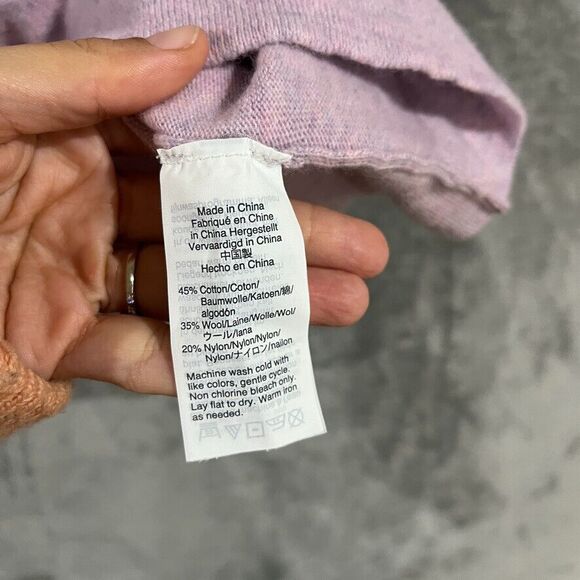 Made in China
Fabriqué en Chine
in China Hergestellt
Vervaardigd in China
中国製
Hecho en China
45% Cotton/Coton/
Baumwolle/Katoen/綿/
algodón
35% Wool/Laine/Wolle/Wol/
ウール/lana
20% Nylon/Nylon/Nylon/
Nylon/ナイロン/nailon
Machine wash cold with
like colors, gentle cycle.
Non chlorine bleach only.
Lay flat to dry. Warm iron
as needed.